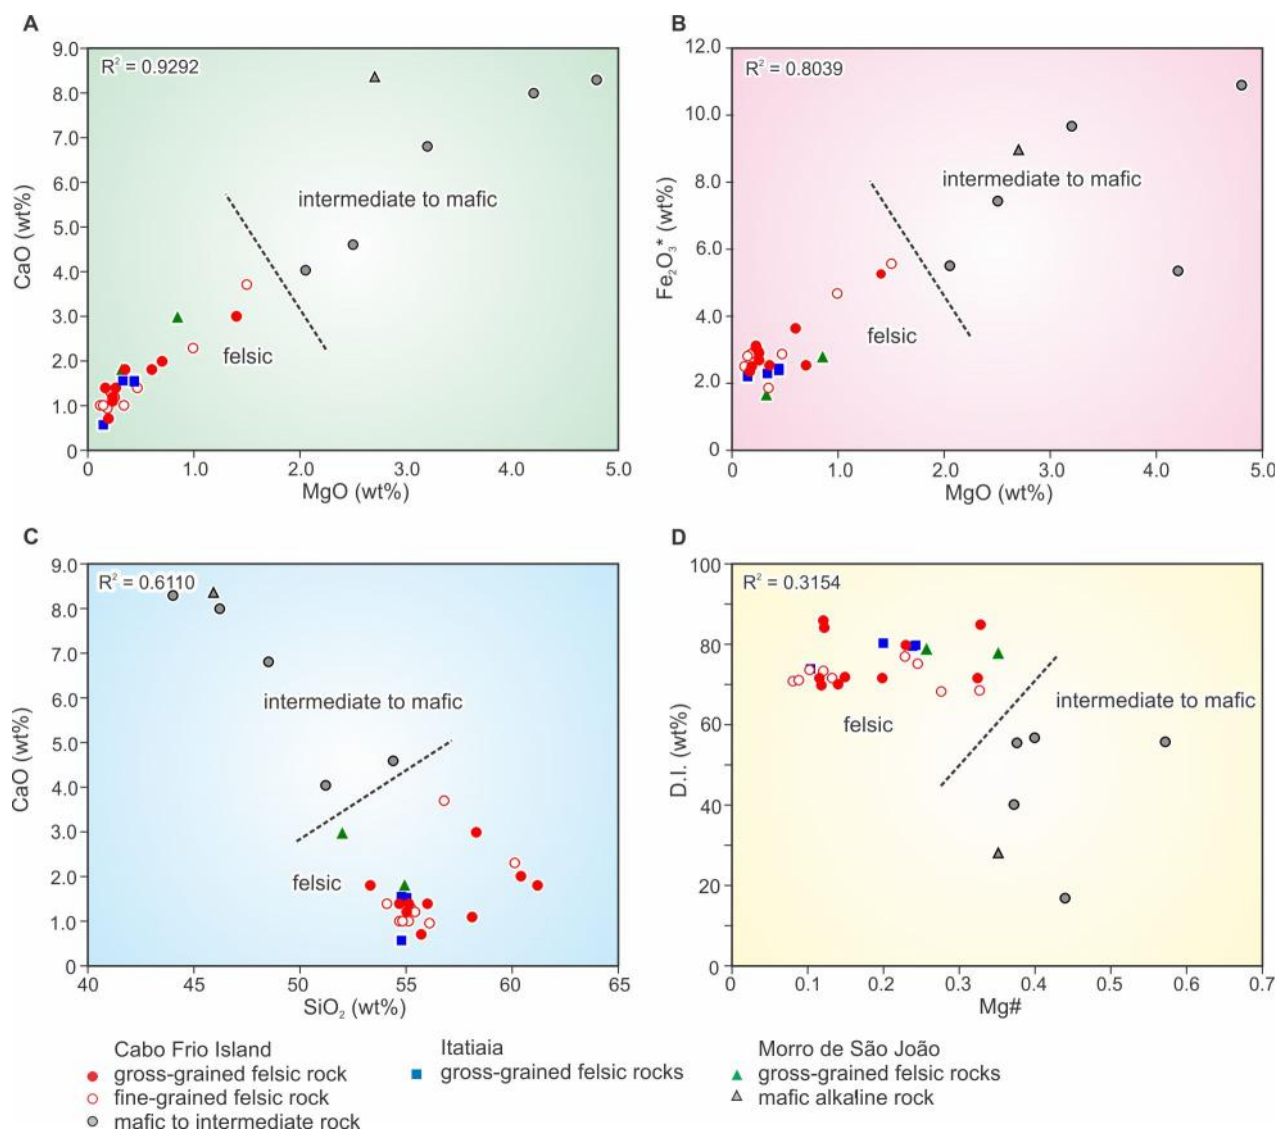 A
R² = 0.9292
CaO (wt%)
9.0
8.0
7.0
6.0
5.0
4.0
3.0
2.0
1.0
0
intermediate to mafic
felsic
0 1.0 2.0 3.0 4.0 5.0
MgO (wt%)
B
R² = 0.8039
Fe₂O₃* (wt%)
12.0
10.0
8.0
6.0
4.0
2.0
0
intermediate to mafic
felsic
0 1.0 2.0 3.0 4.0 5.0
MgO (wt%)
C
R² = 0.6110
CaO (wt%)
9.0
8.0
7.0
6.0
5.0
4.0
3.0
2.0
1.0
0
intermediate to mafic
felsic
40 45 50 55 60 65
SiO₂ (wt%)
D
R² = 0.3154
D.I. (wt%)
100
80
60
40
20
0
intermediate to mafic
felsic
0 0.1 0.2 0.3 0.4 0.5 0.6 0.7
Mg#
Cabo Frio Island
gross-grained felsic rock
fine-grained felsic rock
mafic to intermediate rock
Itatiaia
gross-grained felsic rocks
Morro de São João
gross-grained felsic rocks
mafic alkaline rock